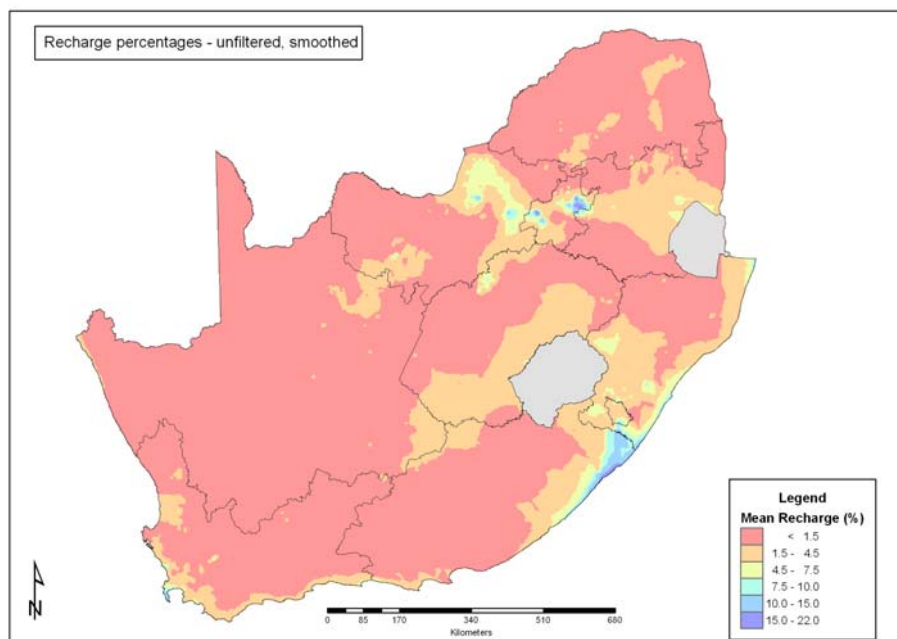 Recharge percentages - unfiltered, smoothed
Legend
Mean Recharge (%)
< 1.5
1.5 - 4.5
4.5 - 7.5
7.5 - 10.0
10.0 - 15.0
15.0 - 22.0
N
0 85 170 340 510 680
Kilometers